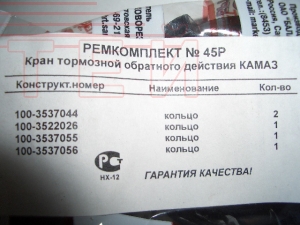 РЕМКОМПЛЕКТ № 45Р
Кран тормозной обратного действия КАМАЗ
Конструкт.номер Наименование Кол-во
100-3537044 кольцо 2
100-3522026 кольцо 1
100-3537055 кольцо 1
100-3537056 кольцо 1
РСТ
НХ-12
ГАРАНТИЯ КАЧЕСТВА!